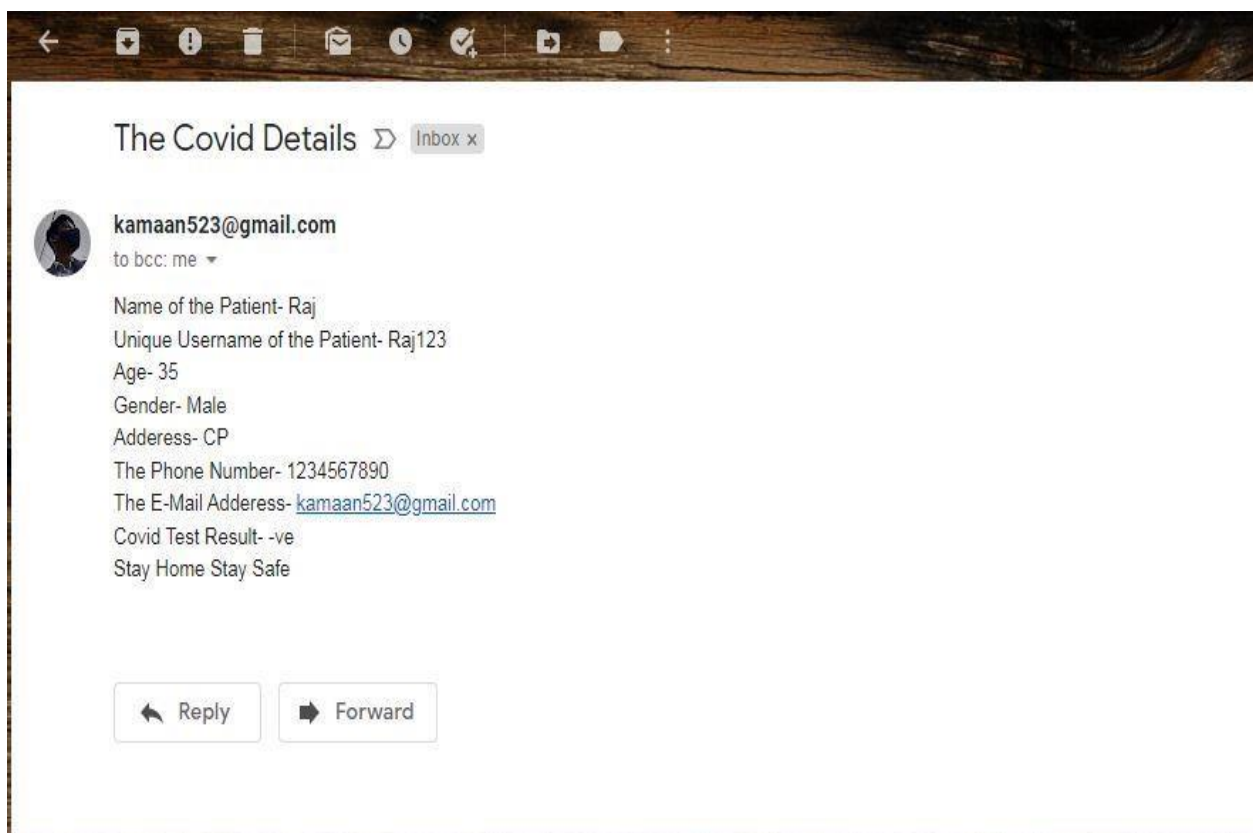 The Covid Details Inbox x
kamaan523@gmail.com
to bcc: me
Name of the Patient- Raj
Unique Username of the Patient- Raj123
Age- 35
Gender- Male
Adderess- CP
The Phone Number- 1234567890
The E-Mail Adderess- kamaan523@gmail.com
Covid Test Result- -ve
Stay Home Stay Safe
Reply Forward